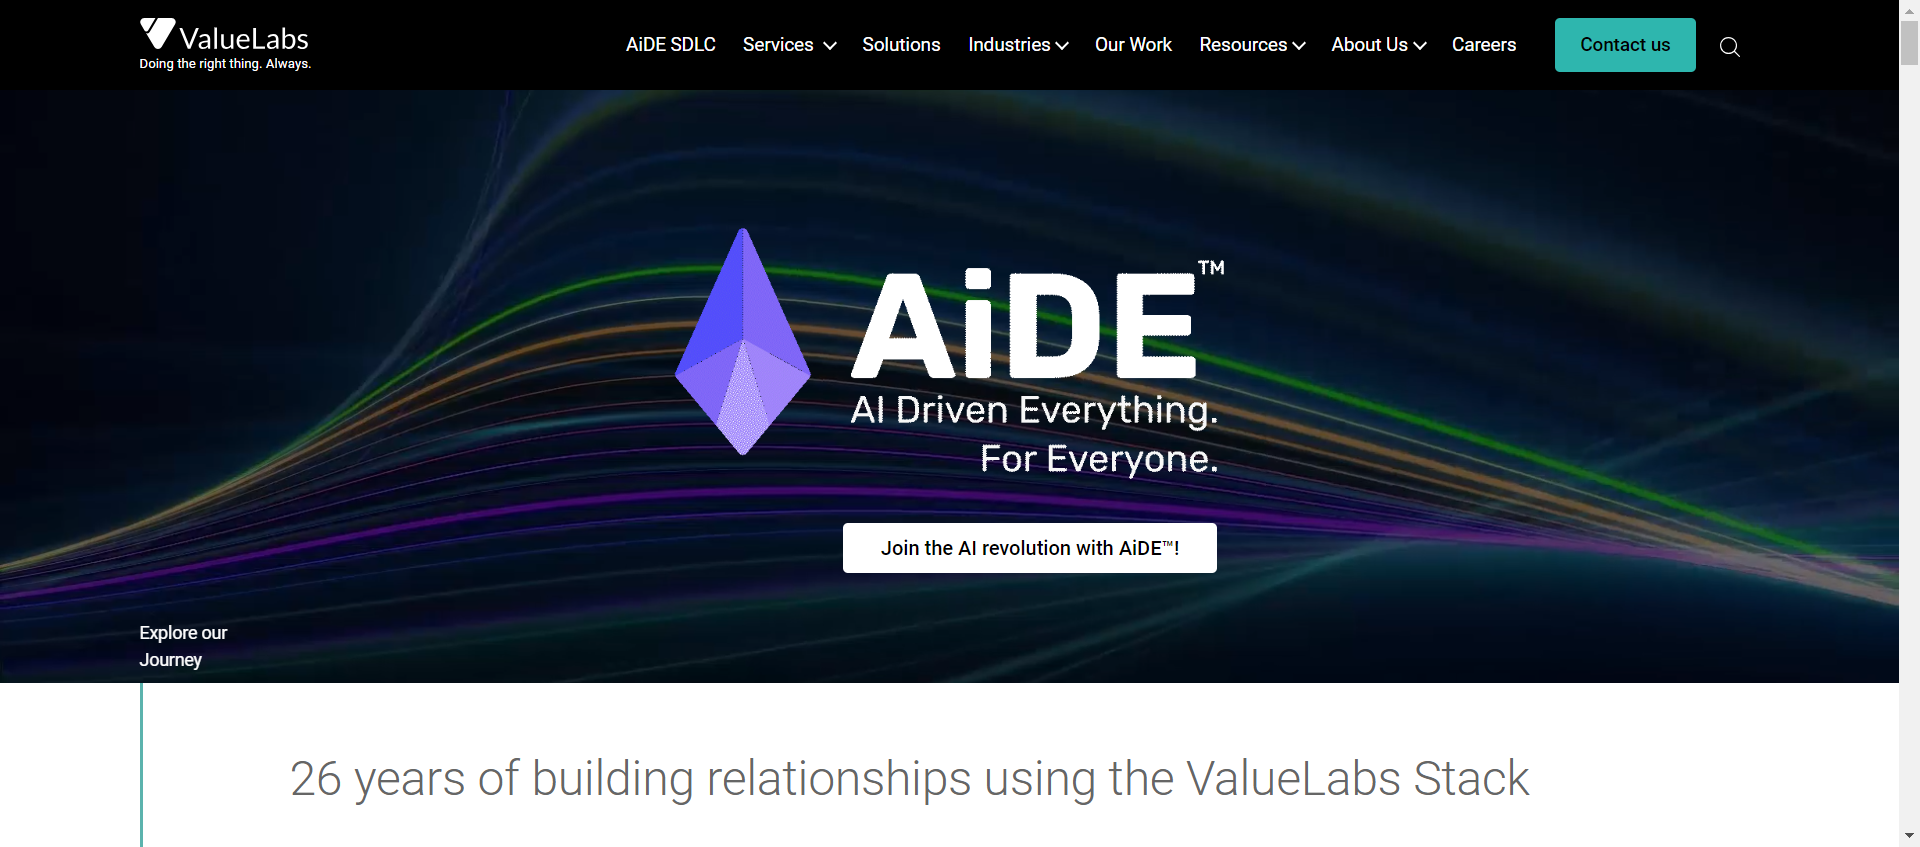 ValueLabs
Doing the right thing. Always.
AiDE SDLC Services Solutions Industries Our Work Resources About Us Careers Contact us
AiDE™
AI Driven Everything.
For Everyone.
Join the AI revolution with AiDE™!
Explore our
Journey
26 years of building relationships using the ValueLabs Stack